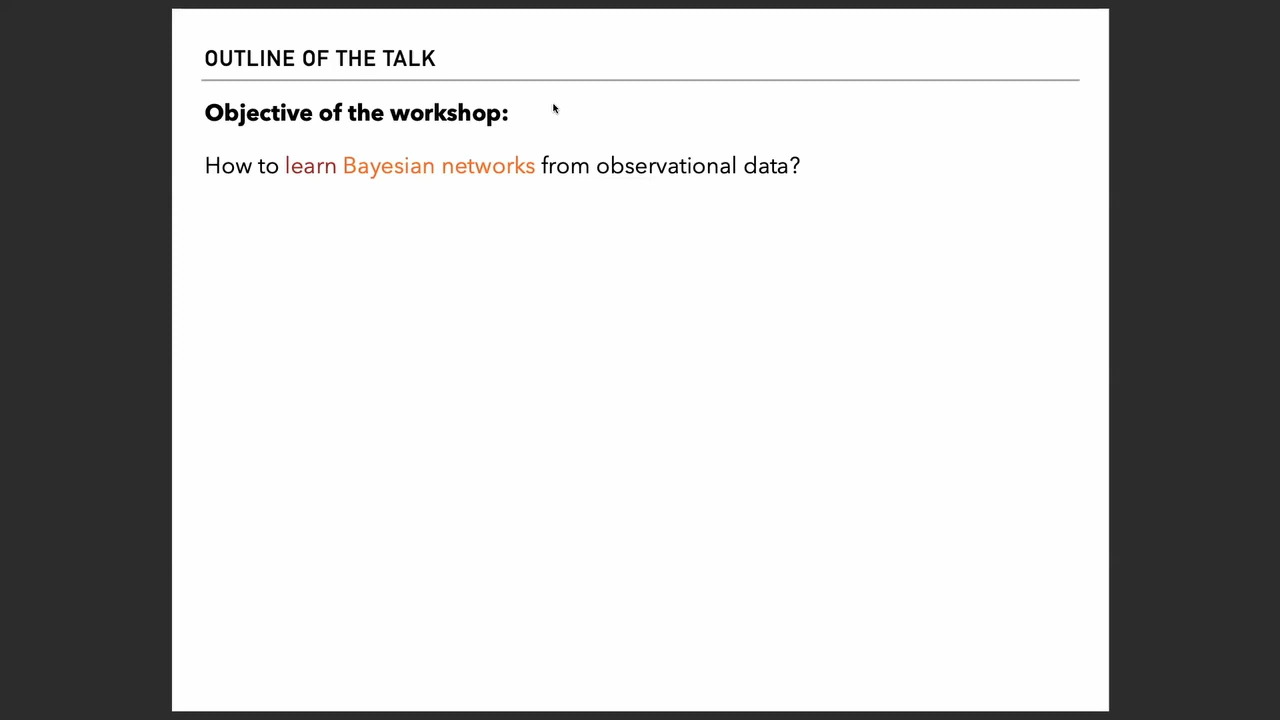 OUTLINE OF THE TALK
Objective of the workshop:
How to learn Bayesian networks from observational data?